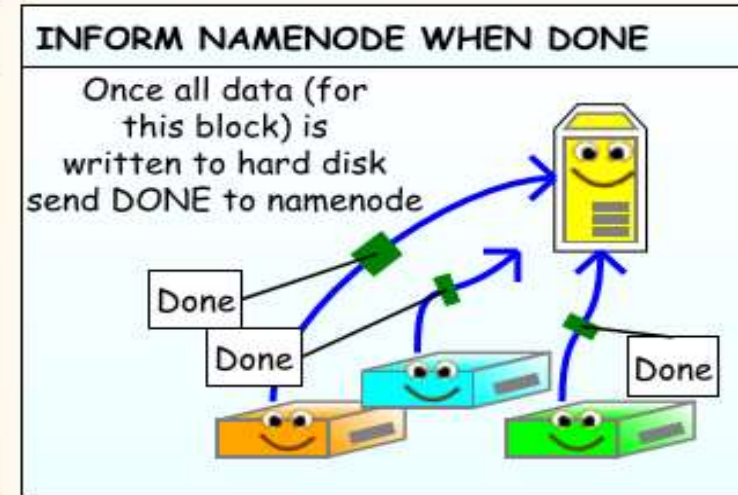 INFORM NAMENODE WHEN DONE
Once all data (for
this block) is
written to hard disk
send DONE to namenode
Done
Done
Done